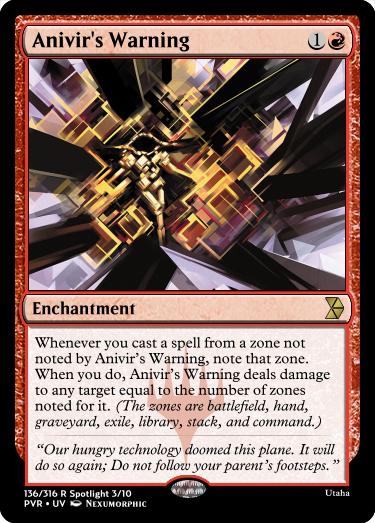 Anivir's Warning 1
Enchantment
Whenever you cast a spell from a zone not
noted by Anivir's Warning, note that zone.
When you do, Anivir's Warning deals damage
to any target equal to the number of zones
noted for it. (The zones are battlefield, hand,
graveyard, exile, library, stack, and command.)
“Our hungry technology doomed this plane. It will
do so again; Do not follow your parent's footsteps.”
136/316 R Spotlight 3/10
Utaha
PVR • UV Nexumorphic